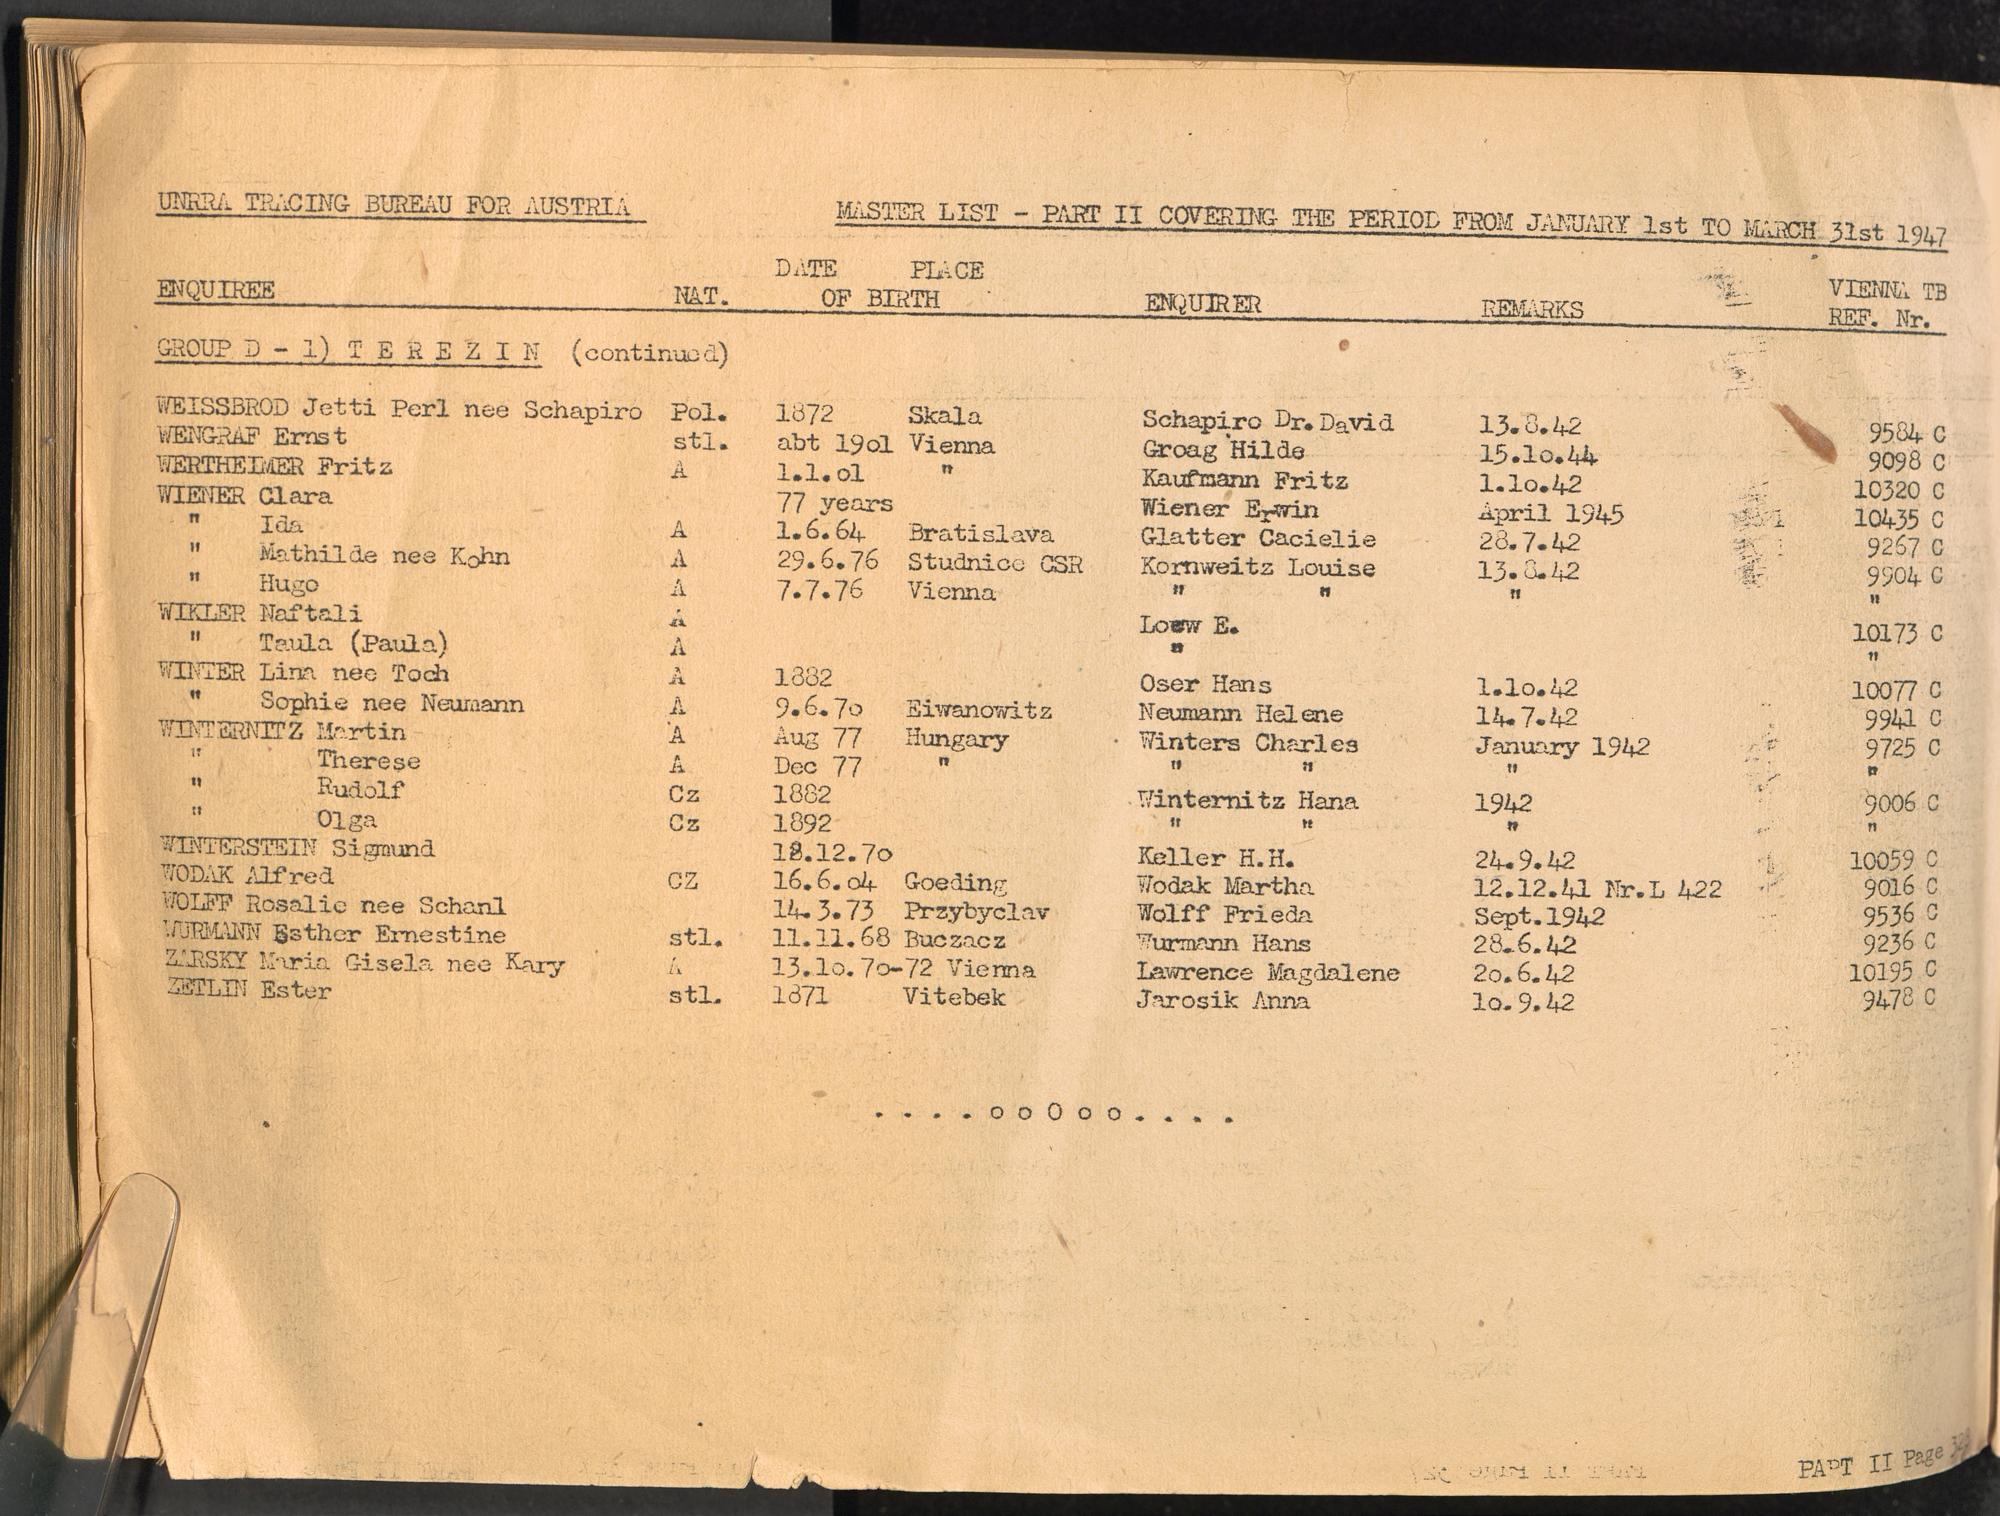 UNRRA TRACING BUREAU FOR AUSTRIA MASTER LIST - PART II COVERING THE PERIOD FROM JANUARY 1st TO MARCH 31st 1947
DATE PLACE
ENQUIREE NAT. OF BIRTH ENQUIRER REMARKS VIENNA TB
REF. Nr.
GROUP D - 1) T E R E Z I N (continued)
WEISSBROD Jetti Perl nee Schapiro Pol. 1872 Skala Schapiro Dr.David 13.8.42 9584 C
WENGRAF Ernst stl. abt 19o1 Vienna Groag Hilde 15.1o.44 9098 C
WERTHEIMER Fritz A 1.1.o1 " Kaufmann Fritz 1.1o.42 10320 C
WIENER Clara 77 years Wiener Erwin April 1945 10435 C
" Ida A 1.6.64 Bratislava Glatter Cacielie 28.7.42 9267 C
" Mathilde nee Kohn A 29.6.76 Studnice CSR Kornweitz Louise 13.8.42 9904 C
" Hugo A 7.7.76 Vienna " " " "
WIKLER Naftali A Loew E. 10173 C
" Taula (Paula) A " "
WINTER Lina nee Toch A 1882 Oser Hans 1.1o.42 10077 C
" Sophie nee Neumann A 9.6.7o Eiwanowitz Neumann Helene 14.7.42 9941 C
WINTERNITZ Martin A Aug 77 Hungary Winters Charles January 1942 9725 C
" Therese A Dec 77 " " " " "
" Rudolf Cz 1882 Winternitz Hana 1942 9006 C
" Olga Cz 1892 " " " "
WINTERSTEIN Sigmund 18.12.7o Keller H.H. 24.9.42 10059 C
WODAK Alfred CZ 16.6.o4 Goeding Wodak Martha 12.12.41 Nr.L 422 9016 C
WOLFF Rosalie nee Schanl 14.3.73 Przybyclav Wolff Frieda Sept.1942 9536 C
WURMANN Esther Ernestine stl. 11.11.68 Buczacz Wurmann Hans 28.6.42 9236 C
ZARSKY Maria Gisela nee Kary A 13.1o.7o-72 Vienna Lawrence Magdalene 2o.6.42 10195 C
ZETLIN Ester stl. 1871 Vitebek Jarosik Anna 1o.9.42 9478 C
. . . . o o O o o . . . .
PART II Page